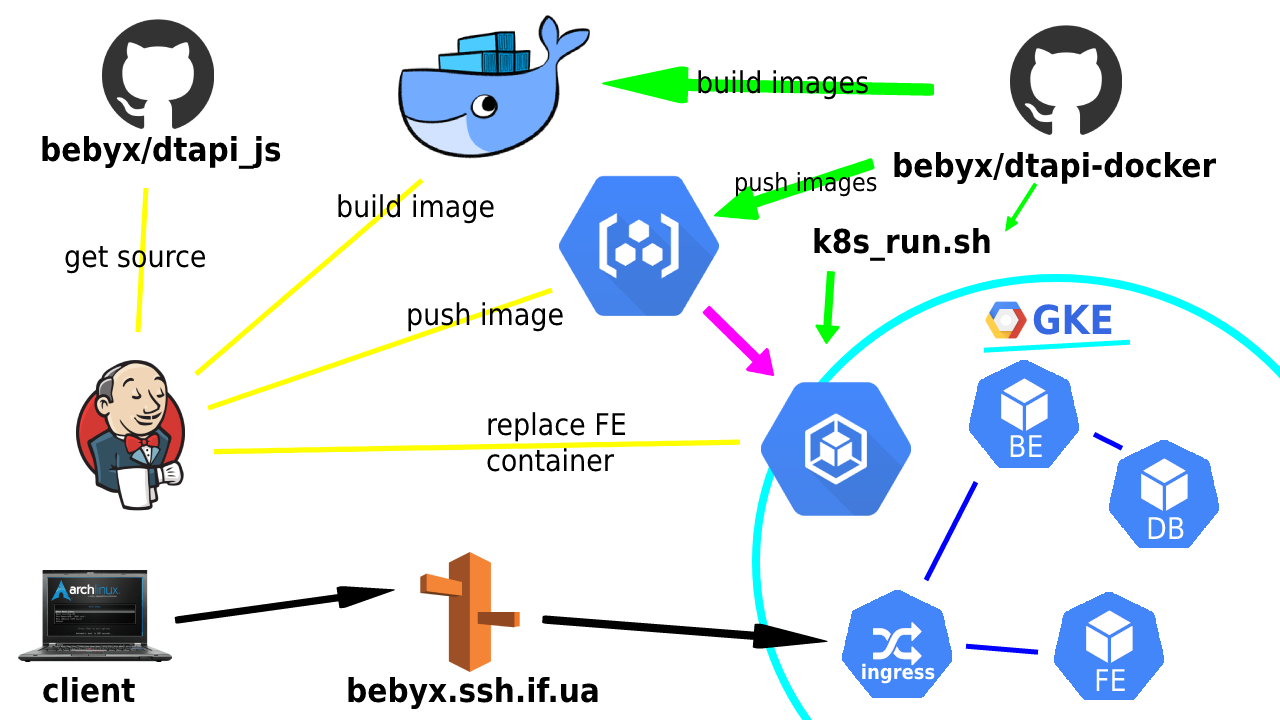 bebyx/dtapi_js
build images
bebyx/dtapi-docker
push images
build image
get source
k8s_run.sh
push image
GKE
replace FE
container
BE
DB
archlinux
client
bebyx.ssh.if.ua
ingress
FE